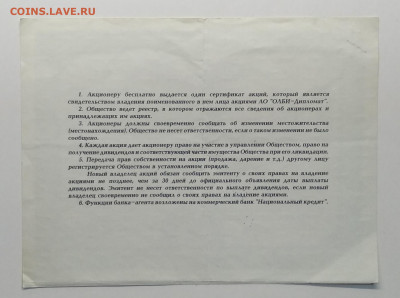 COINS.LAVE.RU
1. Акционеру бесплатно выдается один сертификат акций, который является
свидетельством владения поименованного в нем лица акциями АО "ОЛБИ-Дипломат".
2. Общество ведет реестр, в котором отражаются все сведения об акционерах и
принадлежащих им акциях.
3. Акционеры должны своевременно сообщать об изменении местожительства
(местонахождения). Общество не несет ответственности, если о таком изменении не было
сообщено.
4. Каждая акция дает акционеру право на участие в управлении Обществом, право на
получение дивидендов и соответствующей части имущества Общества при его ликвидации.
5. Передача прав собственности на акции (продажа, дарение и т.д.) другому лицу
регистрируется Обществом в установленном порядке.
Новый владелец акций обязан сообщить эмитенту о своих правах на владение
акциями не позднее, чем за 30 дней до официального объявления даты выплаты
дивидендов. Эмитент не несет ответственности по выплате дивидендов, если новый
владелец своевременно не сообщил о своих правах на владение акциями.
6. Функции банка-агента возложены на коммерческий банк "Национальный кредит".